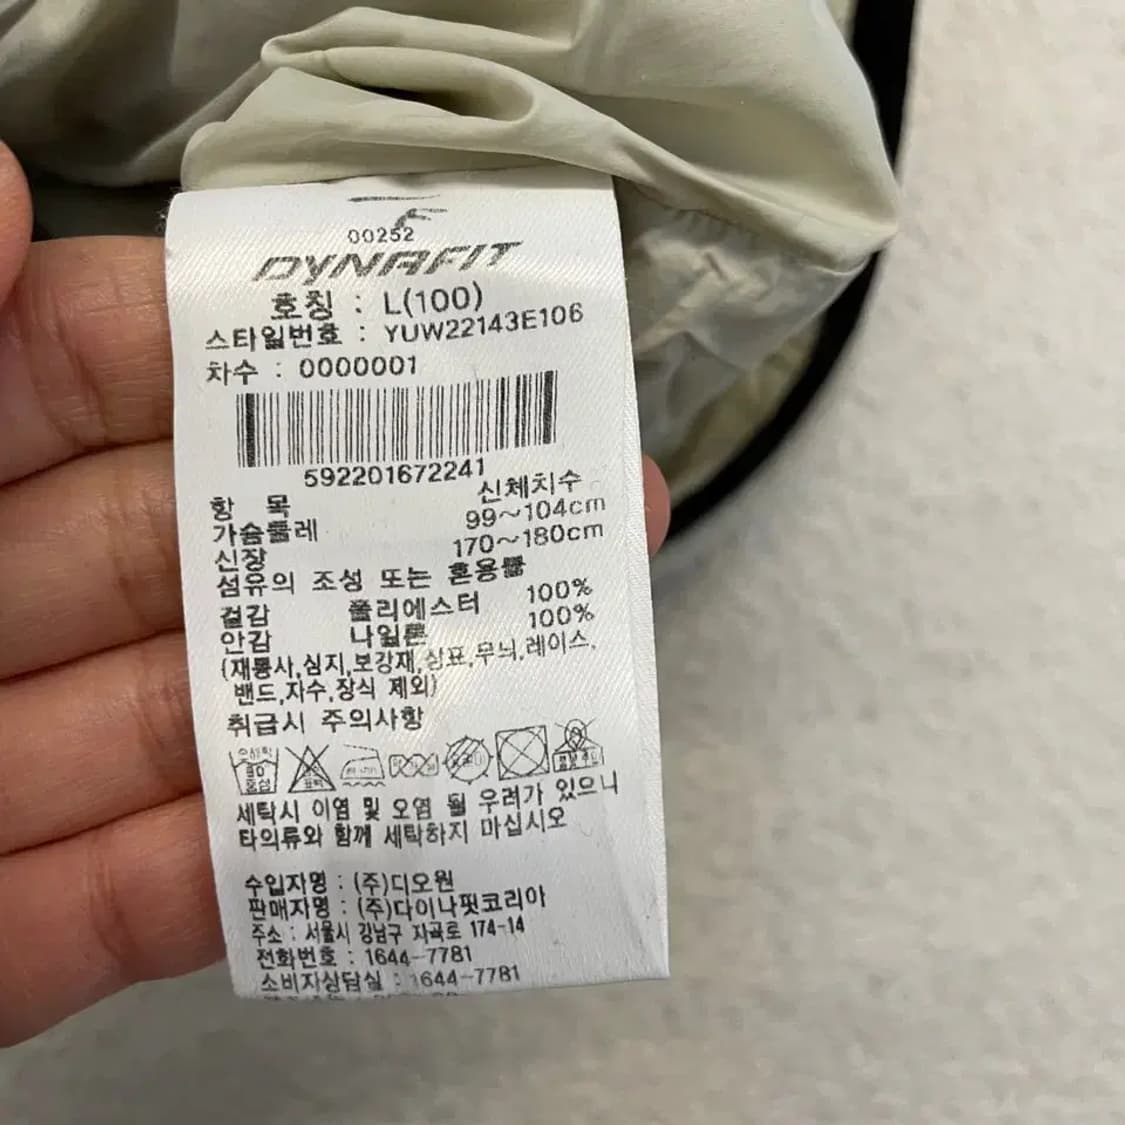 00252
DYNAFIT
호칭 : L(100)
스타일번호 : YUW22143E106
차수 : 0000001
592201672241
항 목 신체치수
가슴둘레 99~104cm
신장 170~180cm
섬유의 조성 또는 혼용률
겉감 폴리에스터 100%
안감 나일론 100%
(재봉사,심지,보강재,상표,무늬,레이스,
밴드,자수,장식 제외)
취급시 주의사항
중성
세탁시 이염 및 오염 될 우려가 있으니
타의류와 함께 세탁하지 마십시오
수입자명 : (주)디오원
판매자명 : (주)다이나핏코리아
주소 : 서울시 강남구 자곡로 174-14
전화번호 : 1644-7781
소비자상담실 : 1644-7781